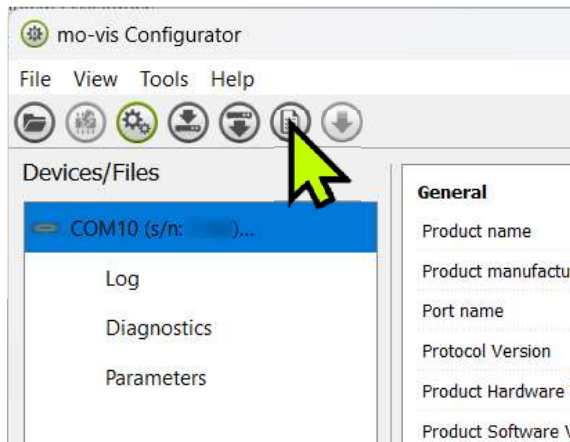 mo-vis Configurator
File View Tools Help
Devices/Files
COM10 (s/n: )...
Log
Diagnostics
Parameters
General
Product name
Product manufactu
Port name
Protocol Version
Product Hardware
Product Software V